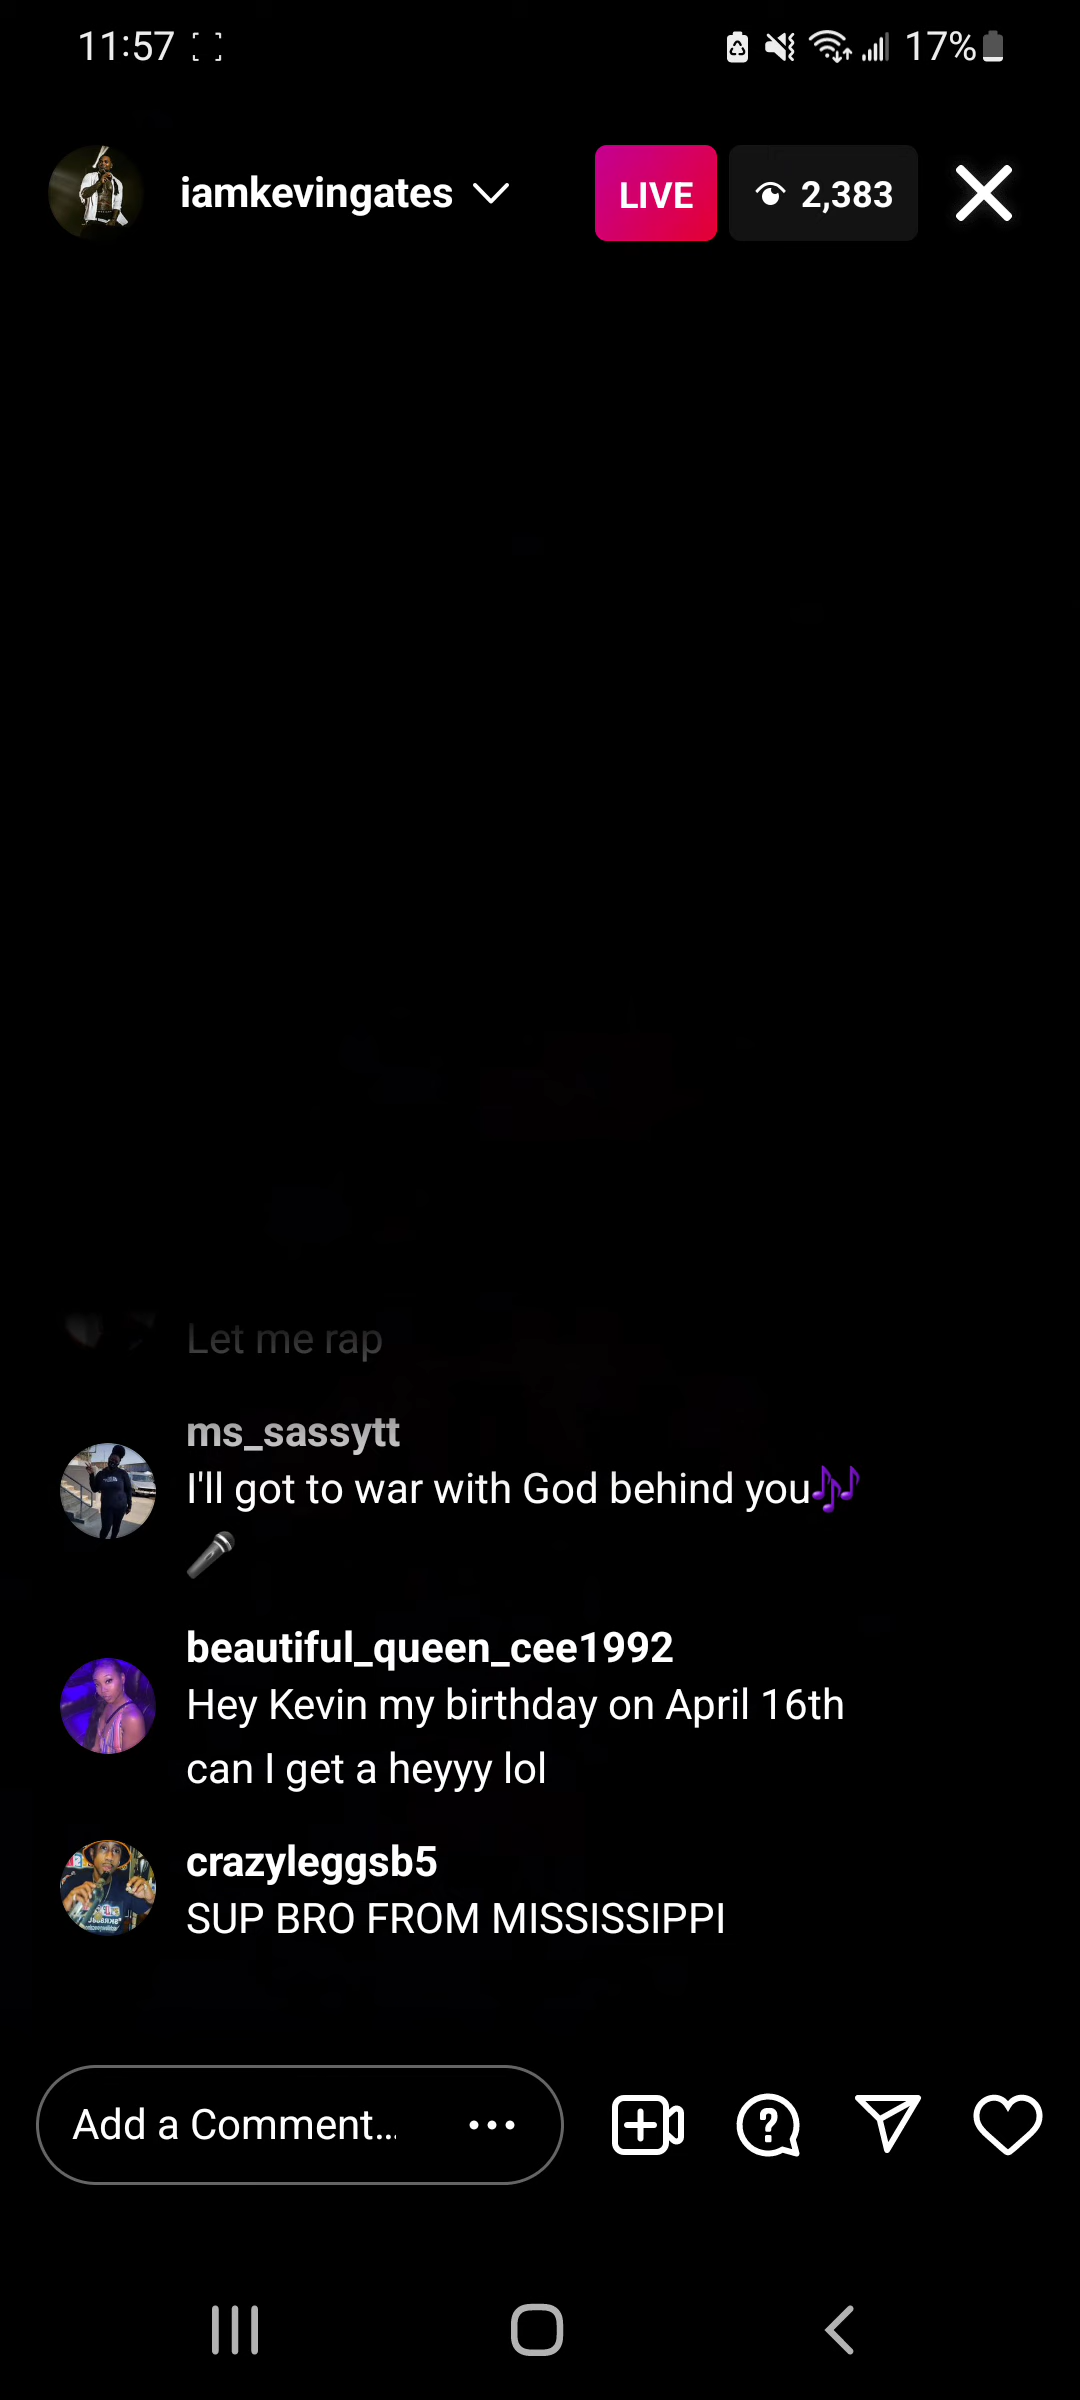 11:57 17%
iamkevingates LIVE 2,383
Let me rap
ms_sassytt
I'll got to war with God behind you🎶
🎤
beautiful_queen_cee1992
Hey Kevin my birthday on April 16th
can I get a heyyy lol
crazyleggsb5
SUP BRO FROM MISSISSIPPI
Add a Comment...